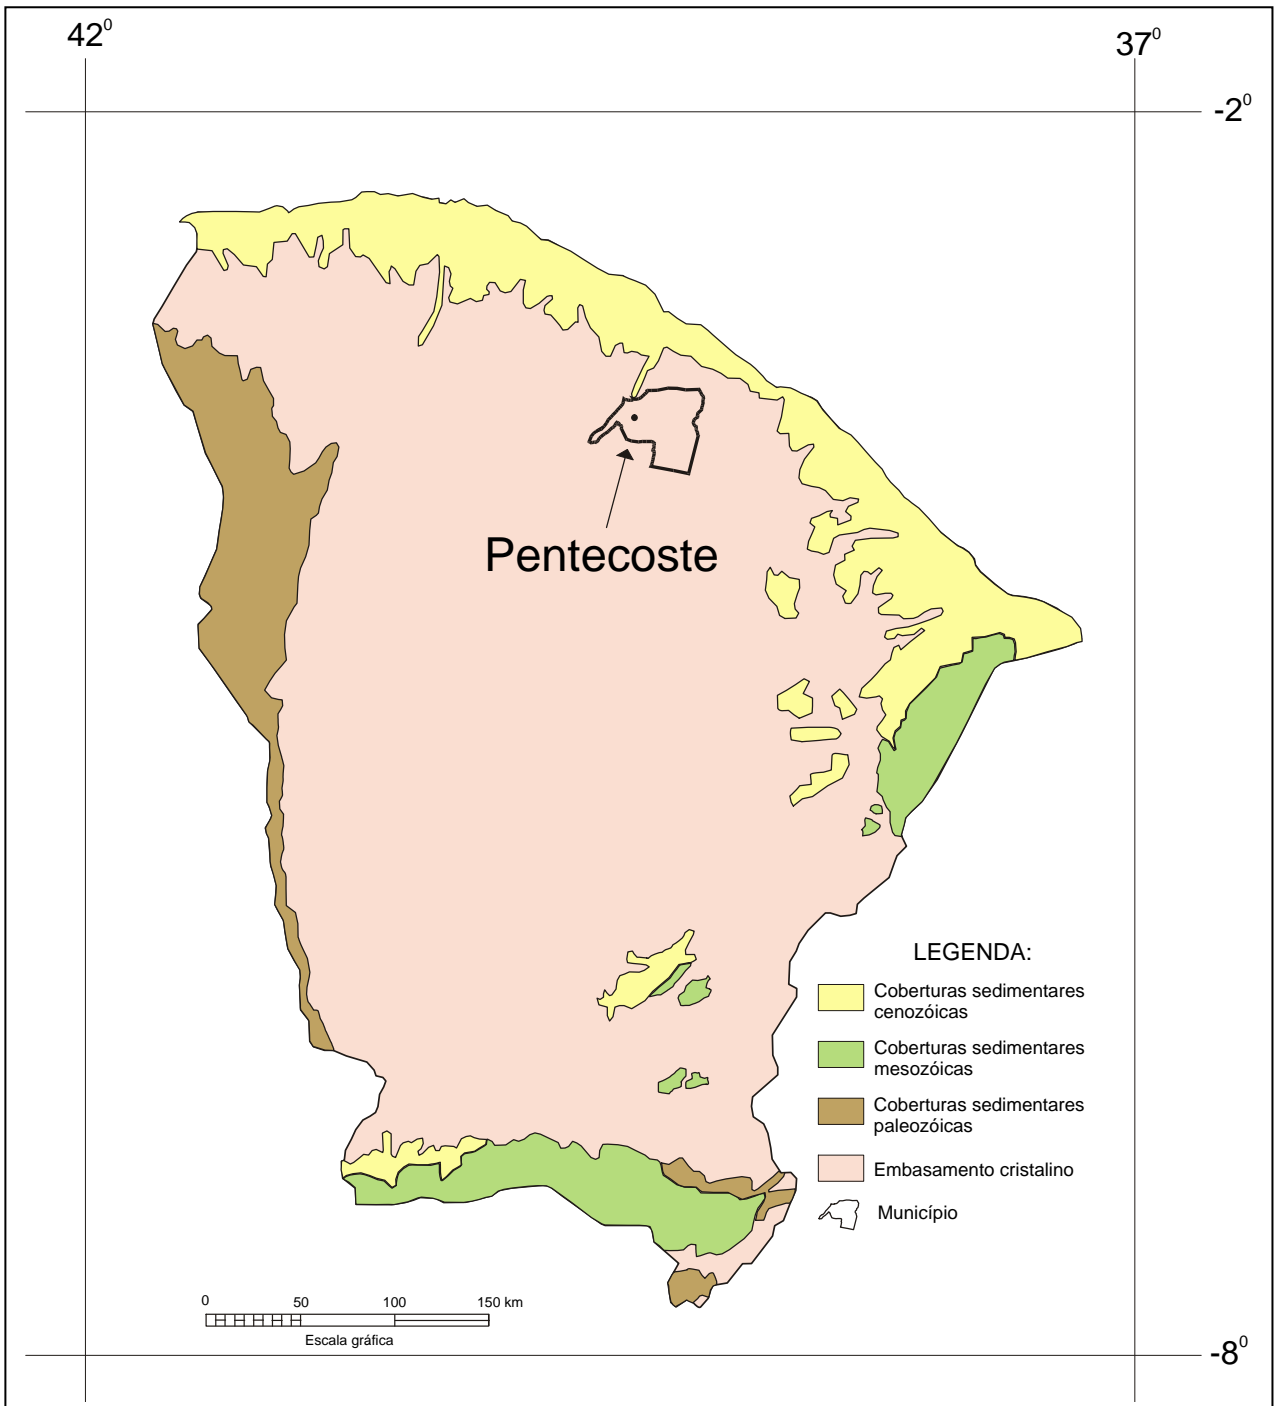 42⁰
37⁰
-2⁰
Pentecoste
LEGENDA:
Coberturas sedimentares
cenozóicas
Coberturas sedimentares
mesozóicas
Coberturas sedimentares
paleozóicas
Embasamento cristalino
Município
0 50 100 150 km
Escala gráfica
-8⁰